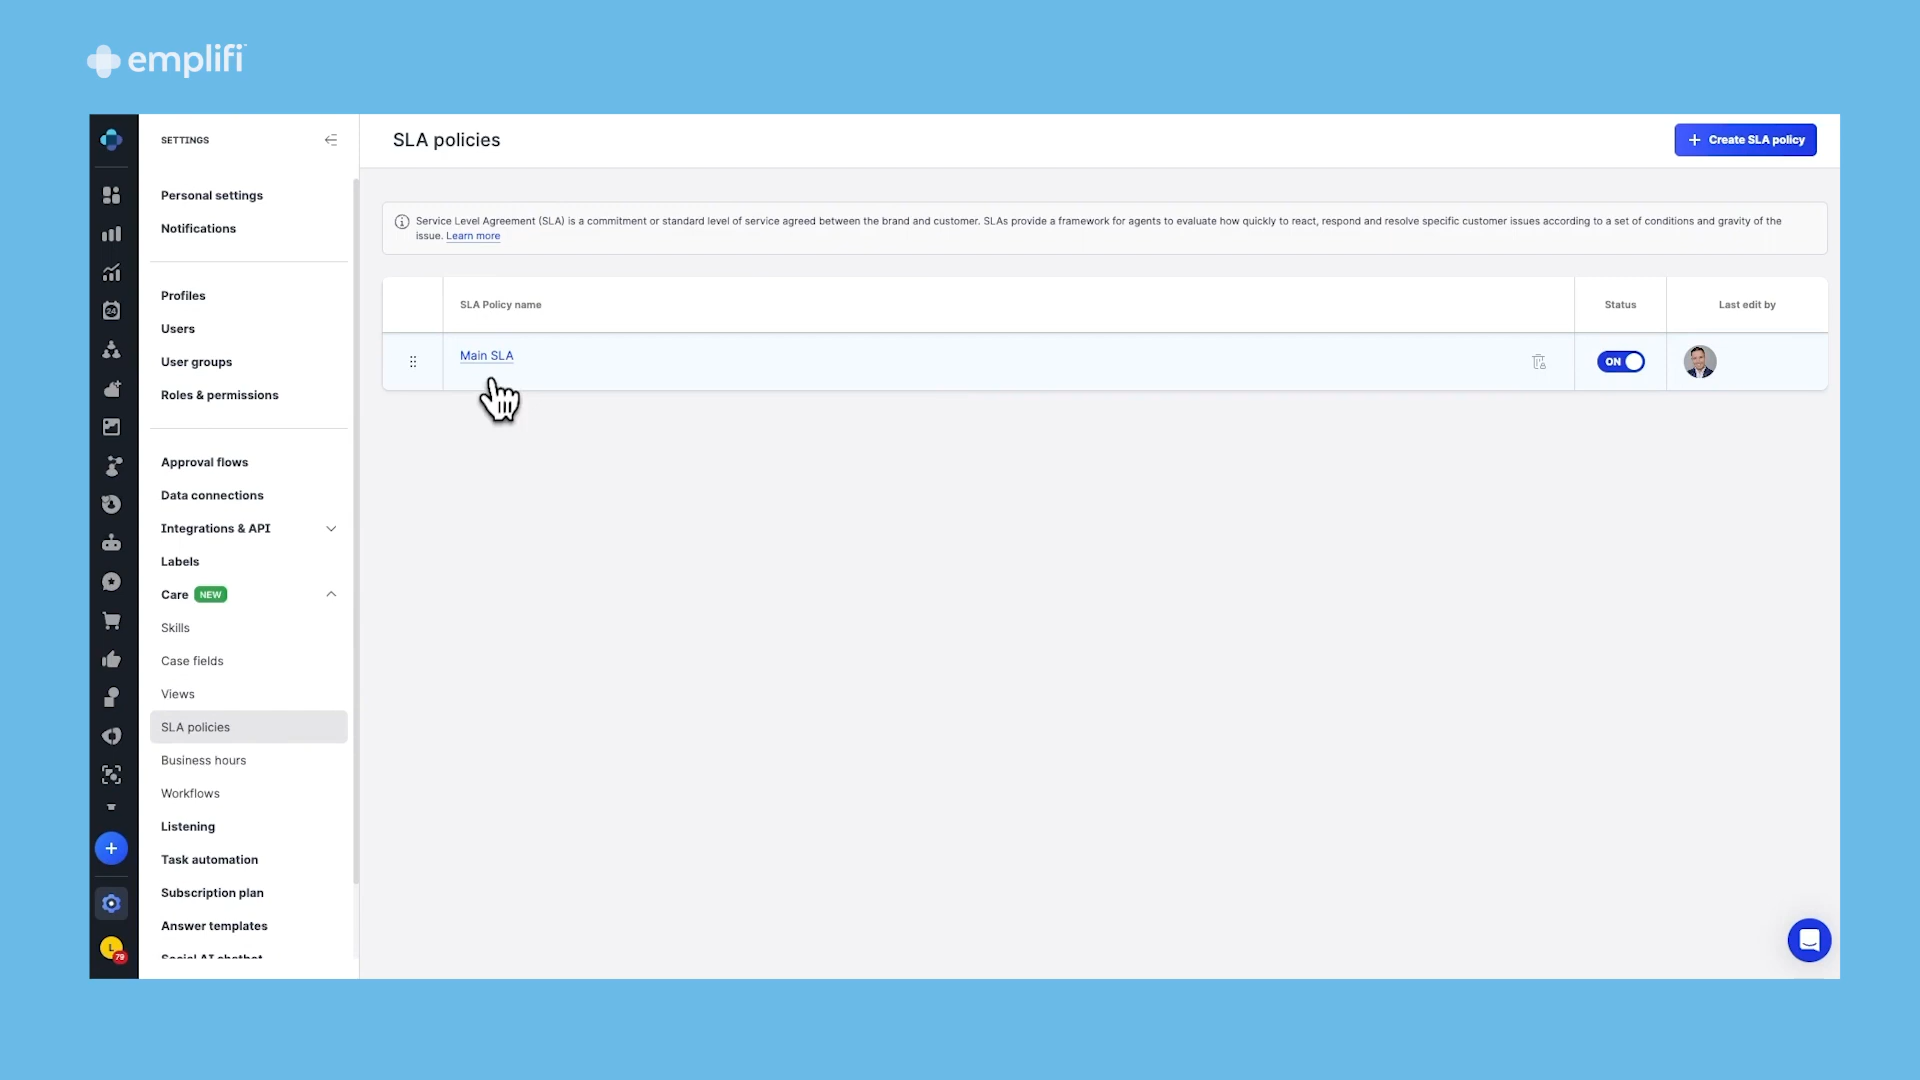 emplifi
SETTINGS
Personal settings
Notifications
Profiles
Users
User groups
Roles & permissions
Approval flows
Data connections
Integrations & API
Labels
Care NEW
Skills
Case fields
Views
SLA policies
Business hours
Workflows
Listening
Task automation
Subscription plan
Answer templates
Social AI chatbot
24
L
79
SLA policies
+ Create SLA policy
Service Level Agreement (SLA) is a commitment or standard level of service agreed between the brand and customer. SLAs provide a framework for agents to evaluate how quickly to react, respond and resolve specific customer issues according to a set of conditions and gravity of the
issue. Learn more
SLA Policy name
Status
Last edit by
Main SLA
ON